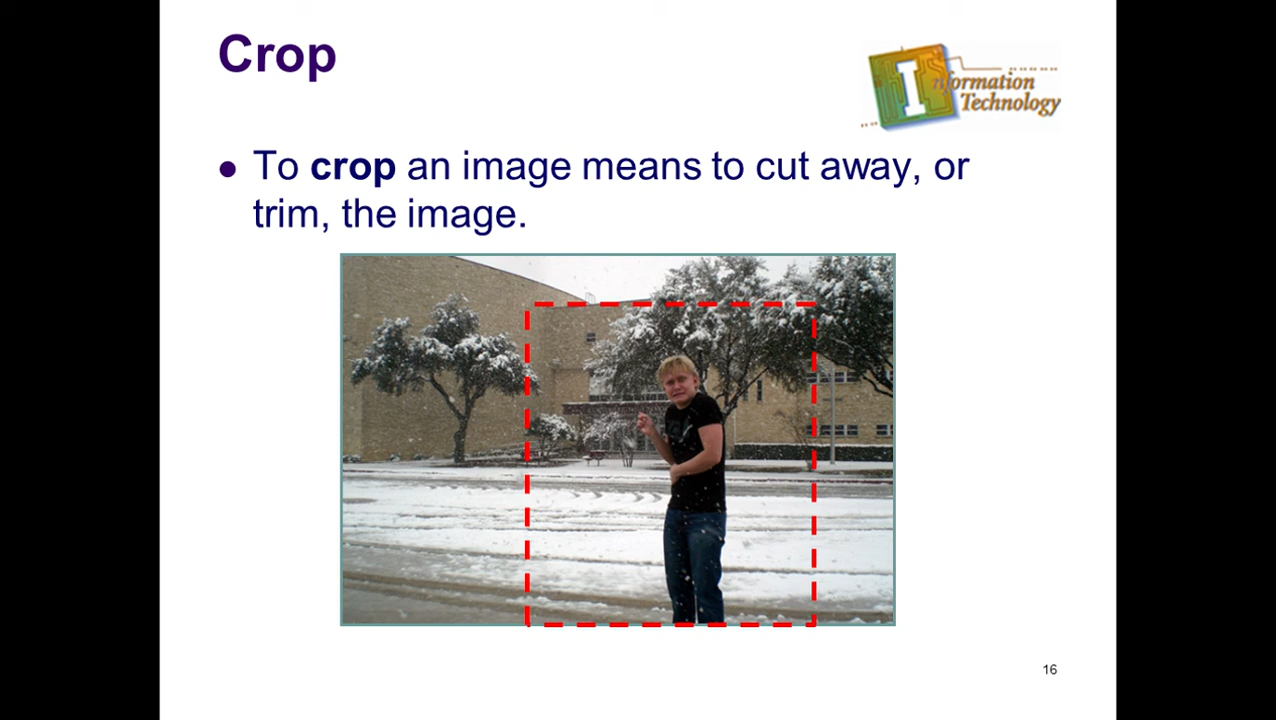 Crop
Information
Technology
To crop an image means to cut away, or
trim, the image.
16